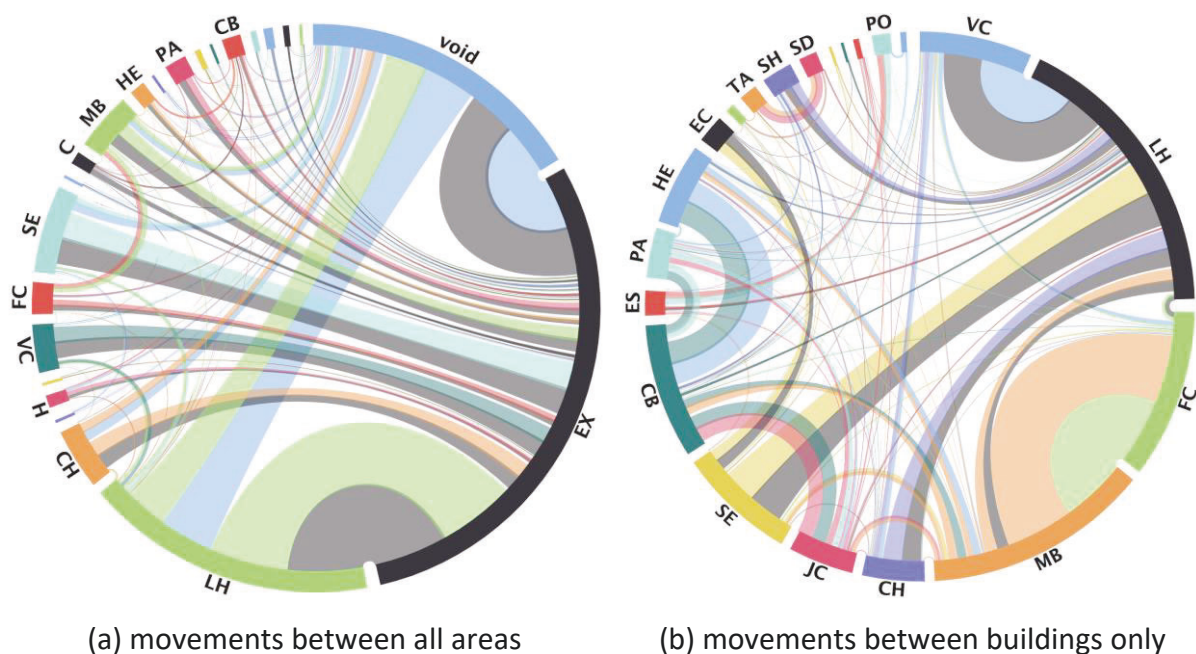 CB
PA
HE
MB
C
SE
FC
VC
H
CH
LH
EX
void
PO
SD
SH
TA
EC
HE
PA
ES
CB
SE
JC
CH
MB
FC
LH
VC
(a) movements between all areas
(b) movements between buildings only